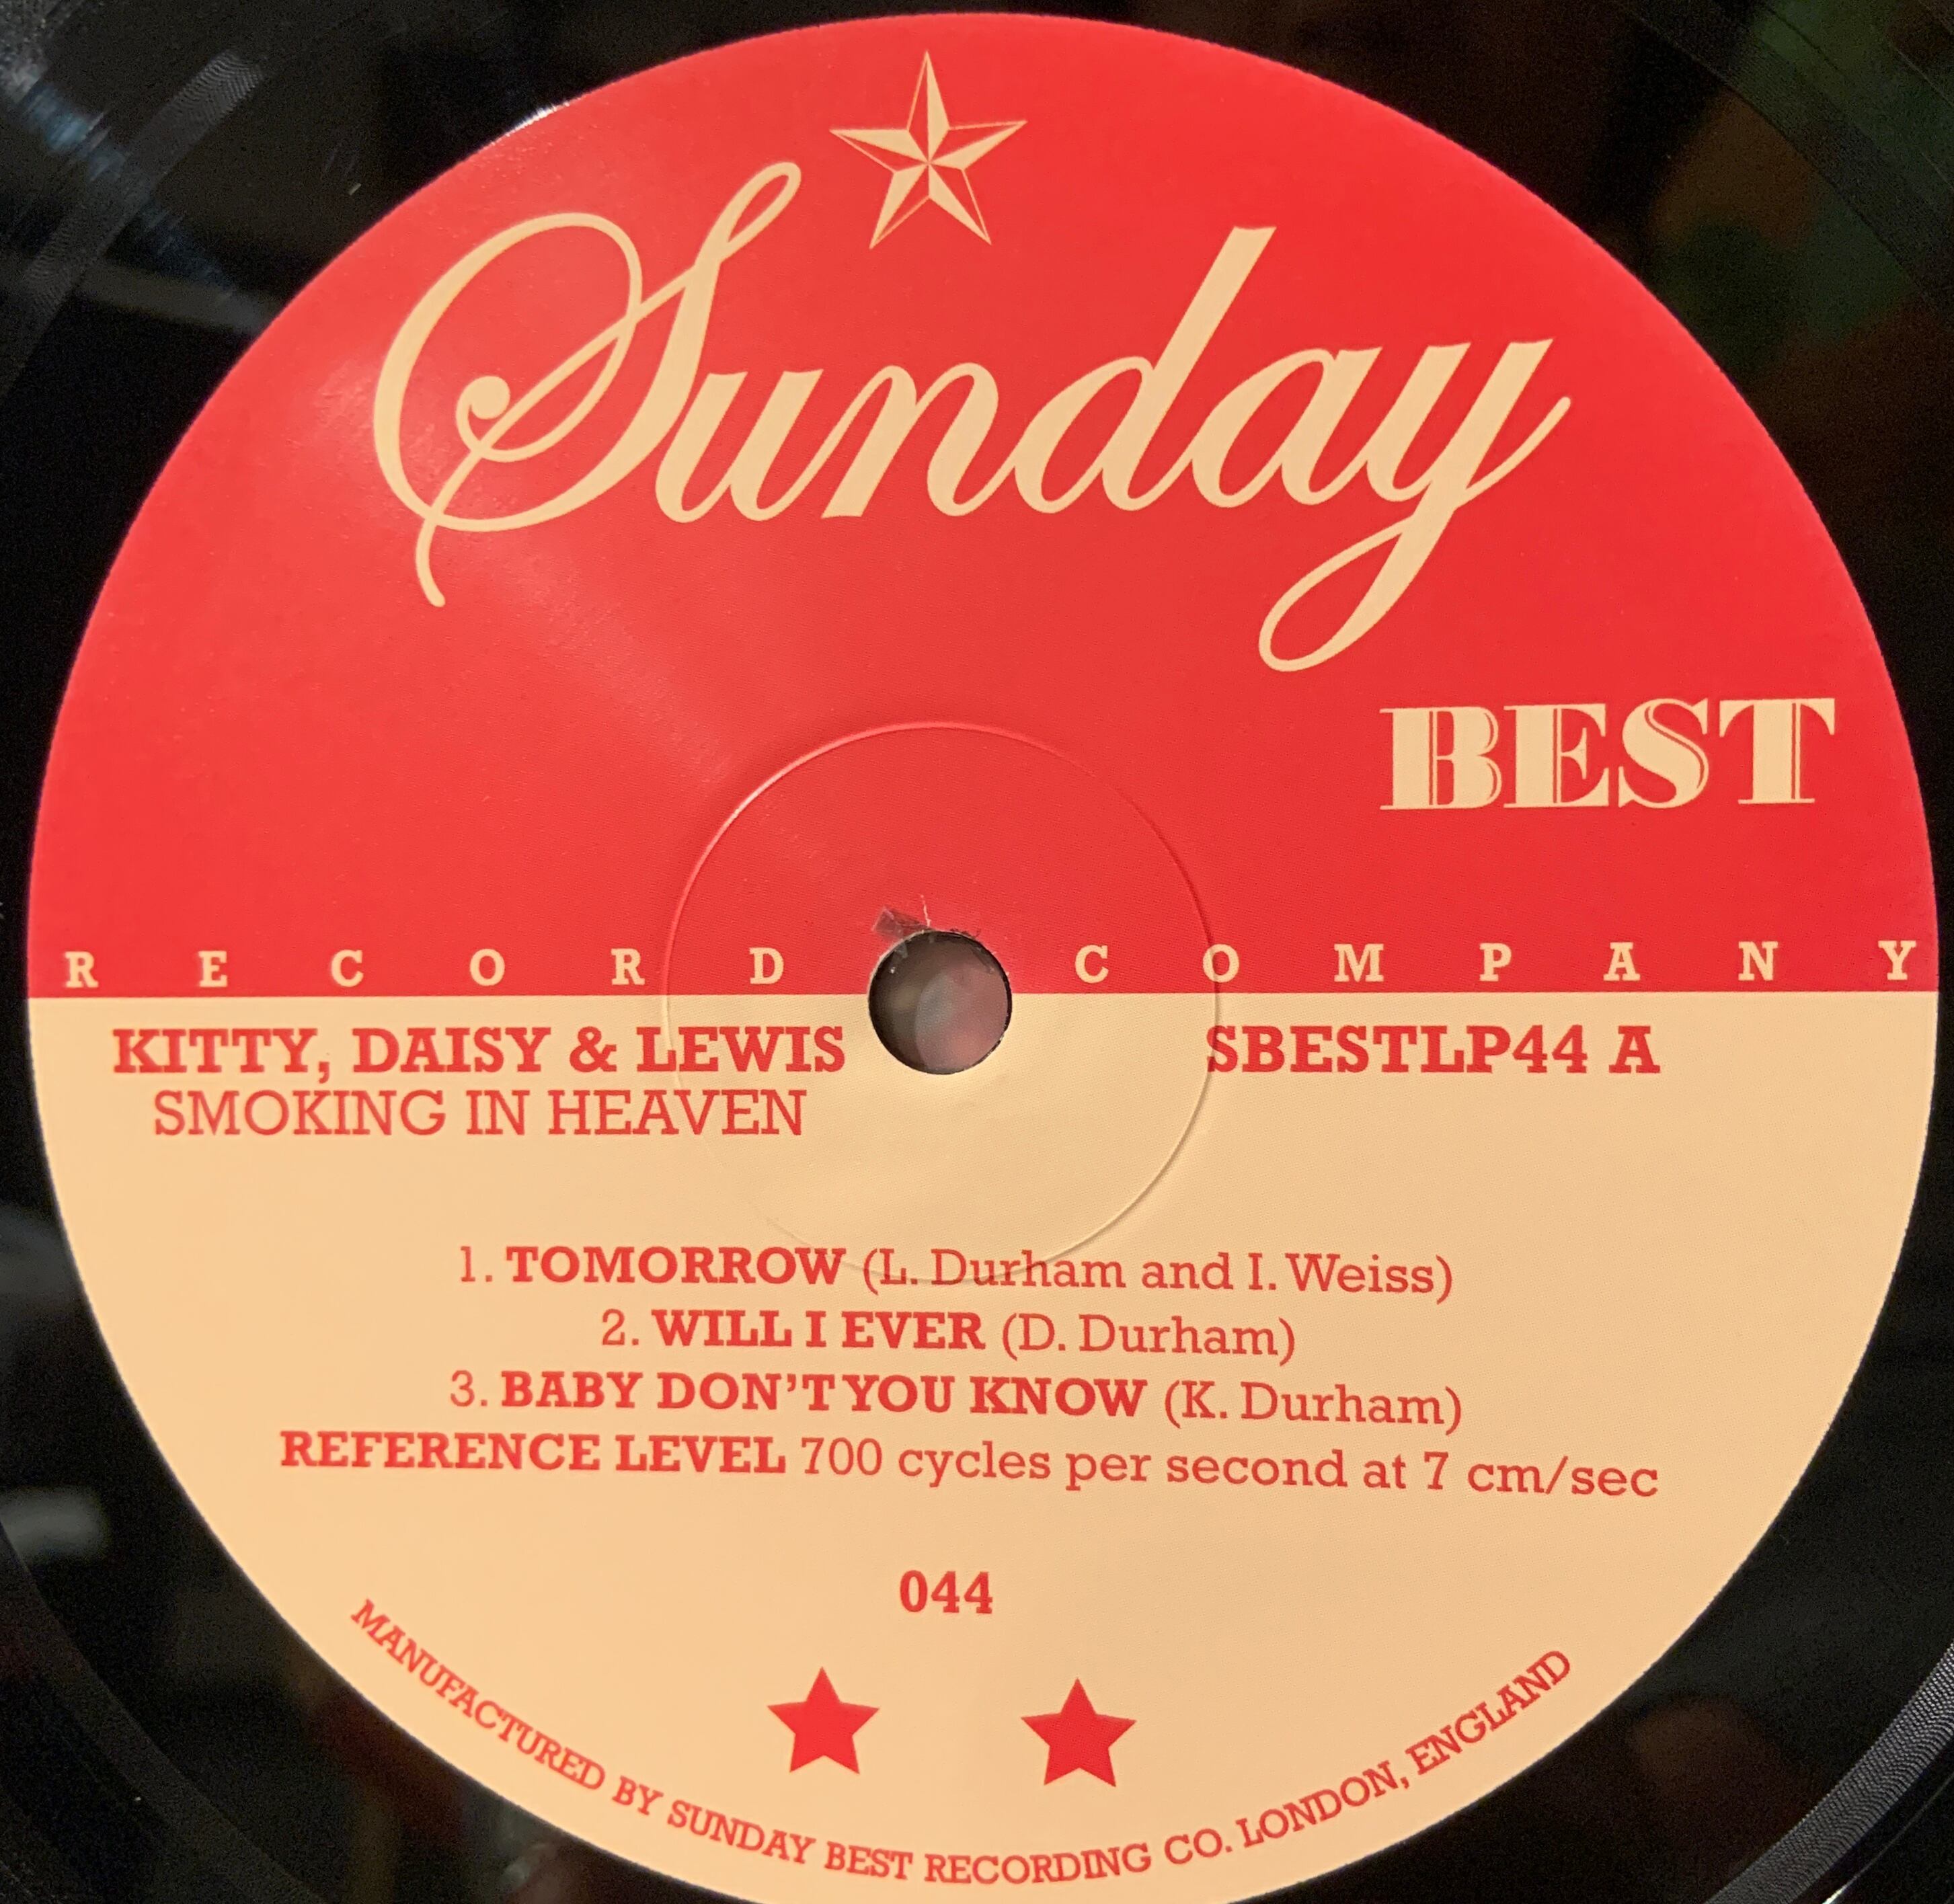 Sunday
BEST
RECORD COMPANY
KITTY, DAISY & LEWIS
SMOKING IN HEAVEN
SBESTLP44 A
1. TOMORROW (L. Durham and I. Weiss)
2. WILL I EVER (D. Durham)
3. BABY DON'T YOU KNOW (K. Durham)
REFERENCE LEVEL 700 cycles per second at 7 cm/sec
044
MANUFACTURED BY SUNDAY BEST RECORDING CO. LONDON, ENGLAND